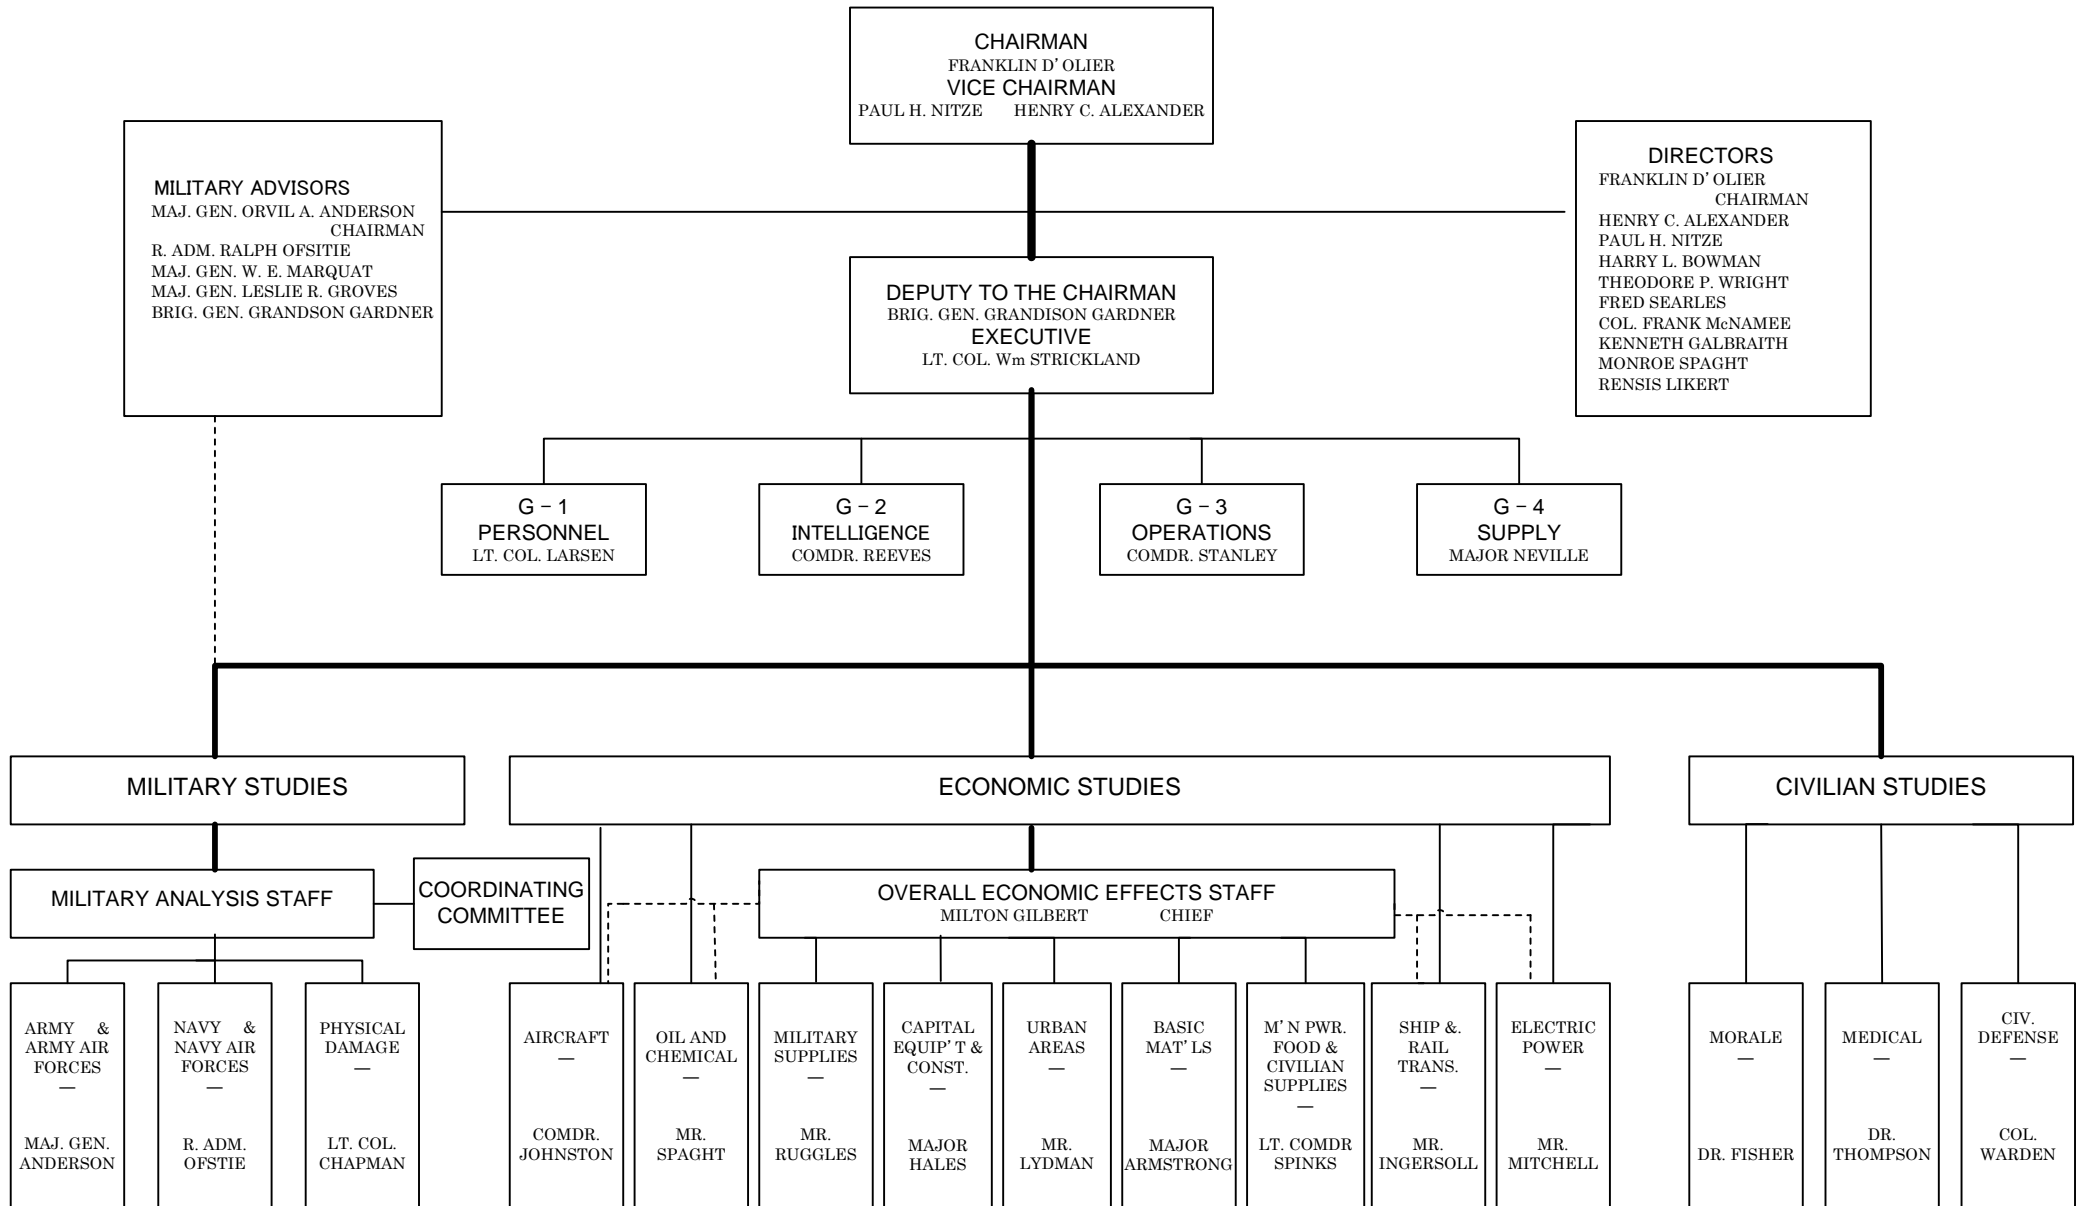 CHAIRMAN
FRANKLIN D'OLIER
VICE CHAIRMAN
PAUL H. NITZE HENRY C. ALEXANDER
MILITARY ADVISORS
MAJ. GEN. ORVIL A. ANDERSON
CHAIRMAN
R. ADM. RALPH OFSITIE
MAJ. GEN. W. E. MARQUAT
MAJ. GEN. LESLIE R. GROVES
BRIG. GEN. GRANDSON GARDNER
DIRECTORS
FRANKLIN D'OLIER
CHAIRMAN
HENRY C. ALEXANDER
PAUL H. NITZE
HARRY L. BOWMAN
THEODORE P. WRIGHT
FRED SEARLES
COL. FRANK McNAMEE
KENNETH GALBRAITH
MONROE SPAGHT
RENSIS LIKERT
DEPUTY TO THE CHAIRMAN
BRIG. GEN. GRANDISON GARDNER
EXECUTIVE
LT. COL. Wm STRICKLAND
G – 1
PERSONNEL
LT. COL. LARSEN
G – 2
INTELLIGENCE
COMDR. REEVES
G – 3
OPERATIONS
COMDR. STANLEY
G – 4
SUPPLY
MAJOR NEVILLE
MILITARY STUDIES
ECONOMIC STUDIES
CIVILIAN STUDIES
MILITARY ANALYSIS STAFF
COORDINATING
COMMITTEE
OVERALL ECONOMIC EFFECTS STAFF
MILTON GILBERT CHIEF
ARMY &
ARMY AIR
FORCES
—
MAJ. GEN.
ANDERSON
NAVY &
NAVY AIR
FORCES
—
R. ADM.
OFSTIE
PHYSICAL
DAMAGE
—
LT. COL.
CHAPMAN
AIRCRAFT
—
COMDR.
JOHNSTON
OIL AND
CHEMICAL
—
MR.
SPAGHT
MILITARY
SUPPLIES
—
MR.
RUGGLES
CAPITAL
EQUIP'T &
CONST.
—
MAJOR
HALES
URBAN
AREAS
—
MR.
LYDMAN
BASIC
MAT'LS
—
MAJOR
ARMSTRONG
M'N PWR.
FOOD &
CIVILIAN
SUPPLIES
—
LT. COMDR
SPINKS
SHIP &.
RAIL
TRANS.
—
MR.
INGERSOLL
ELECTRIC
POWER
—
MR.
MITCHELL
MORALE
—
DR. FISHER
MEDICAL
—
DR.
THOMPSON
CIV.
DEFENSE
—
COL.
WARDEN